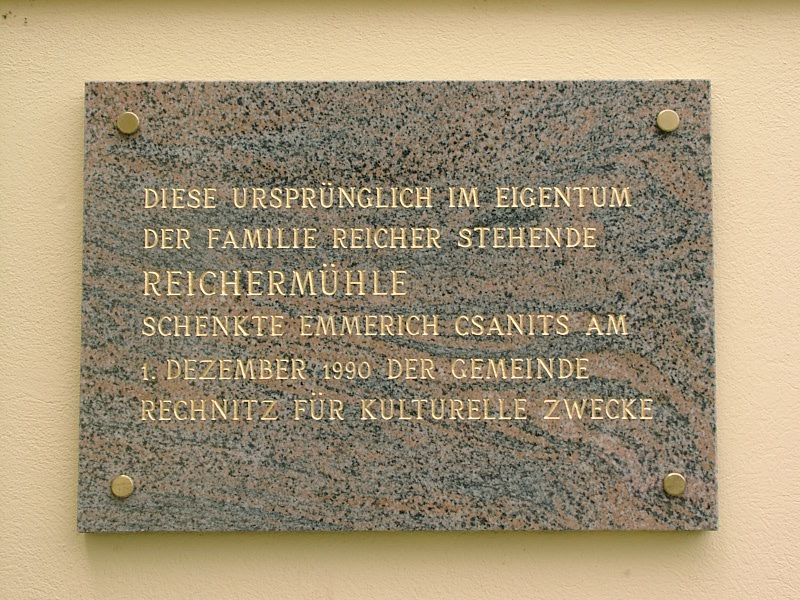 DIESE URSPRÜNGLICH IM EIGENTUM
DER FAMILIE REICHER STEHENDE
REICHERMÜHLE
SCHENKTE EMMERICH CSANITS AM
1. DEZEMBER 1990 DER GEMEINDE
RECHNITZ FÜR KULTURELLE ZWECKE